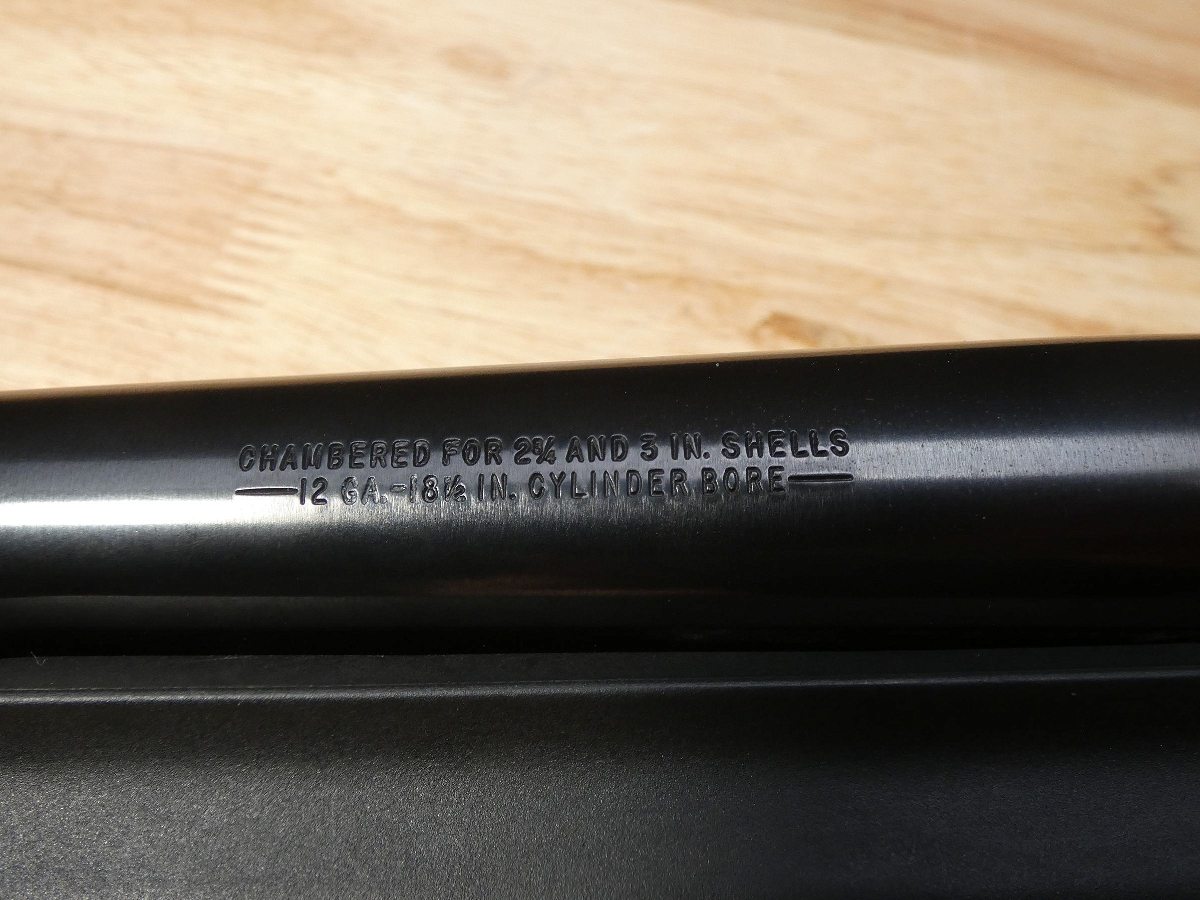 CHAMBERED FOR 2¾ AND 3 IN. SHELLS
—12 GA.-18½ IN. CYLINDER BORE—